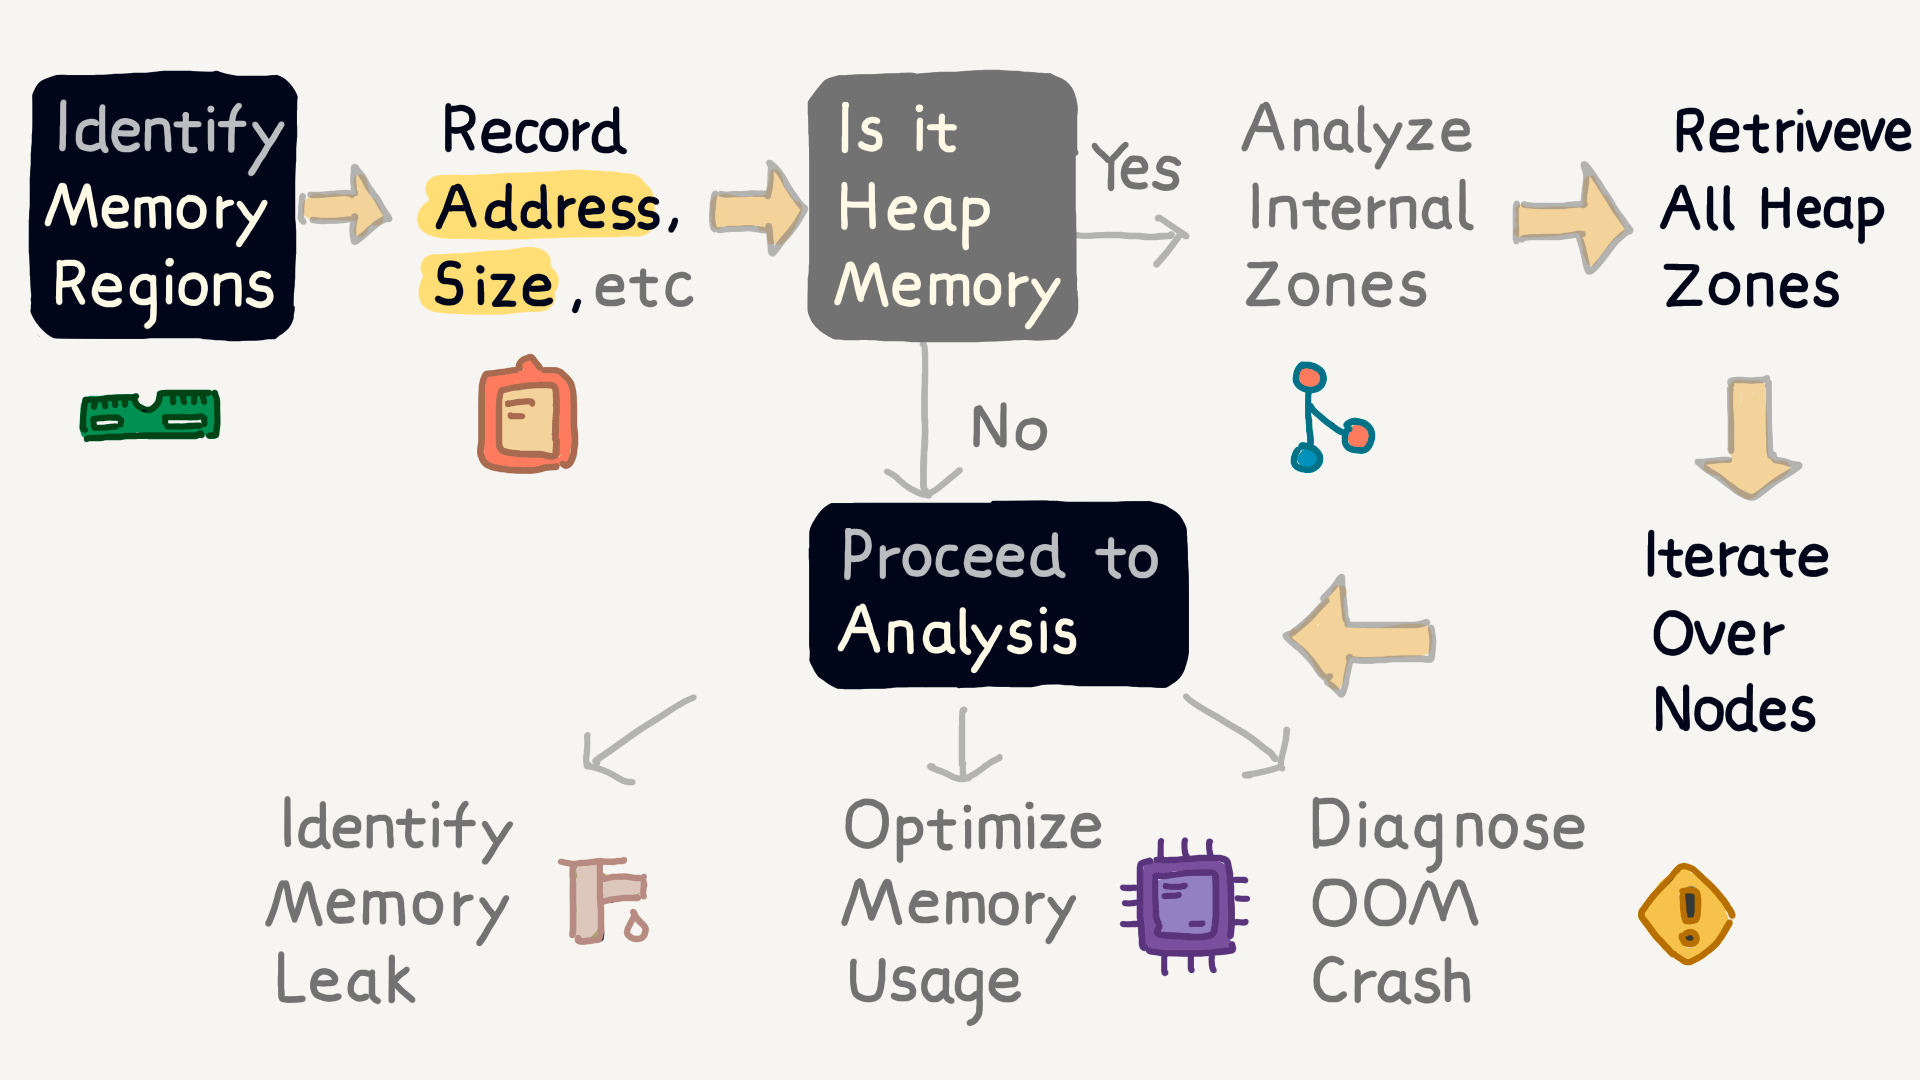 Identify
Memory
Regions
Record
Address,
Size, etc
Is it
Heap
Memory
Yes
Analyze
Internal
Zones
Retriveve
All Heap
Zones
No
Proceed to
Analysis
Iterate
Over
Nodes
Identify
Memory
Leak
Optimize
Memory
Usage
Diagnose
OOM
Crash